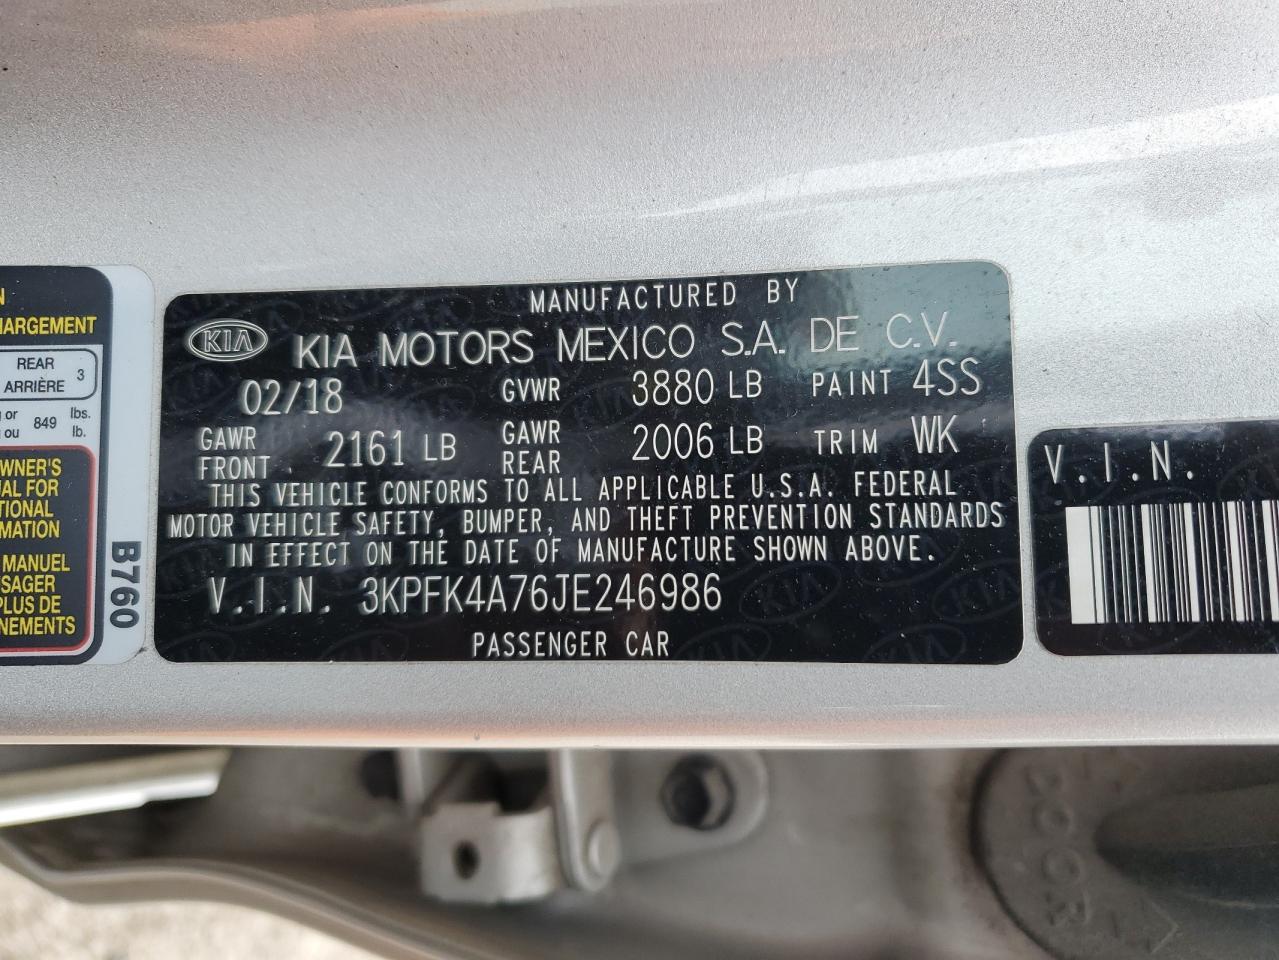 N
HARGEMENT
REAR
ARRIÈRE 3
or
ou 849 lbs.
lb.
WNER'S
AL FOR
TIONAL
MATION
MANUEL
SAGER
PLUS DE
NEMENTS
B760
MANUFACTURED BY
KIA KIA MOTORS MEXICO S.A. DE C.V.
02/18 GVWR 3880 LB PAINT 4SS
GAWR FRONT 2161 LB GAWR REAR 2006 LB TRIM WK
THIS VEHICLE CONFORMS TO ALL APPLICABLE U.S.A. FEDERAL
MOTOR VEHICLE SAFETY, BUMPER, AND THEFT PREVENTION STANDARDS
IN EFFECT ON THE DATE OF MANUFACTURE SHOWN ABOVE.
V.I.N. 3KPFK4A76JE246986
PASSENGER CAR
V.I.N.
DOOR